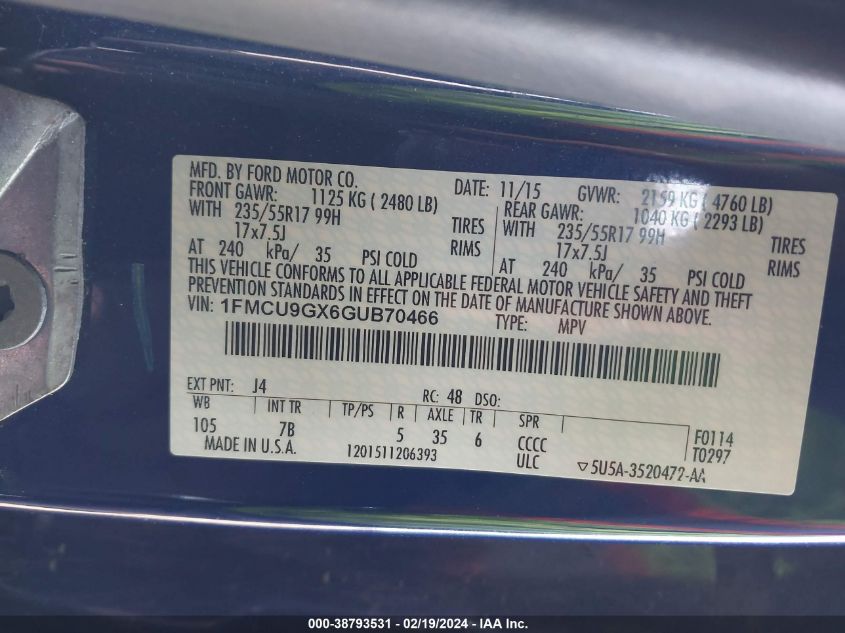 MFD. BY FORD MOTOR CO. DATE: 11/15 GVWR: 2159 KG ( 4760 LB)
FRONT GAWR: 1125 KG ( 2480 LB) REAR GAWR: 1040 KG ( 2293 LB)
WITH 235/55R17 99H TIRES WITH 235/55R17 99H TIRES
17x7.5J RIMS 17x7.5J RIMS
AT 240 kPa/ 35 PSI COLD AT 240 kPa/ 35 PSI COLD
THIS VEHICLE CONFORMS TO ALL APPLICABLE FEDERAL MOTOR VEHICLE SAFETY AND THEFT
PREVENTION STANDARDS IN EFFECT ON THE DATE OF MANUFACTURE SHOWN ABOVE.
VIN: 1FMCU9GX6GUB70466 TYPE: MPV
EXT PNT: J4 RC: 48 DSO:
WB INT TR TP/PS R AXLE TR SPR
105 7B 5 35 6 CCCC F0114
ULC T0297
MADE IN U.S.A. 1201511206393 ▽5U5A-3520472-AA
000-38793531 - 02/19/2024 - IAA Inc.